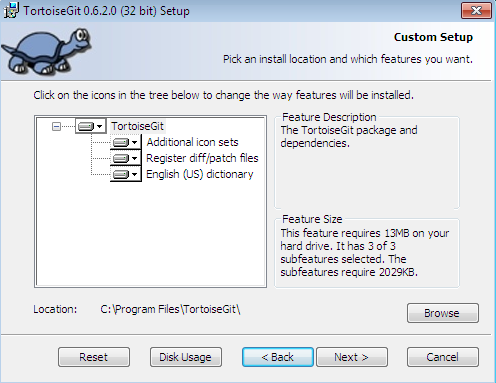 TortoiseGit 0.6.2.0 (32 bit) Setup
Custom Setup
Pick an install location and which features you want.
Click on the icons in the tree below to change the way features will be installed.
TortoiseGit
Additional icon sets
Register diff/patch files
English (US) dictionary
Feature Description
The TortoiseGit package and
dependencies.
Feature Size
This feature requires 13MB on your
hard drive. It has 3 of 3
subfeatures selected. The
subfeatures require 2029KB.
Location: C:\Program Files\TortoiseGit\
Browse
Reset Disk Usage < Back Next > Cancel